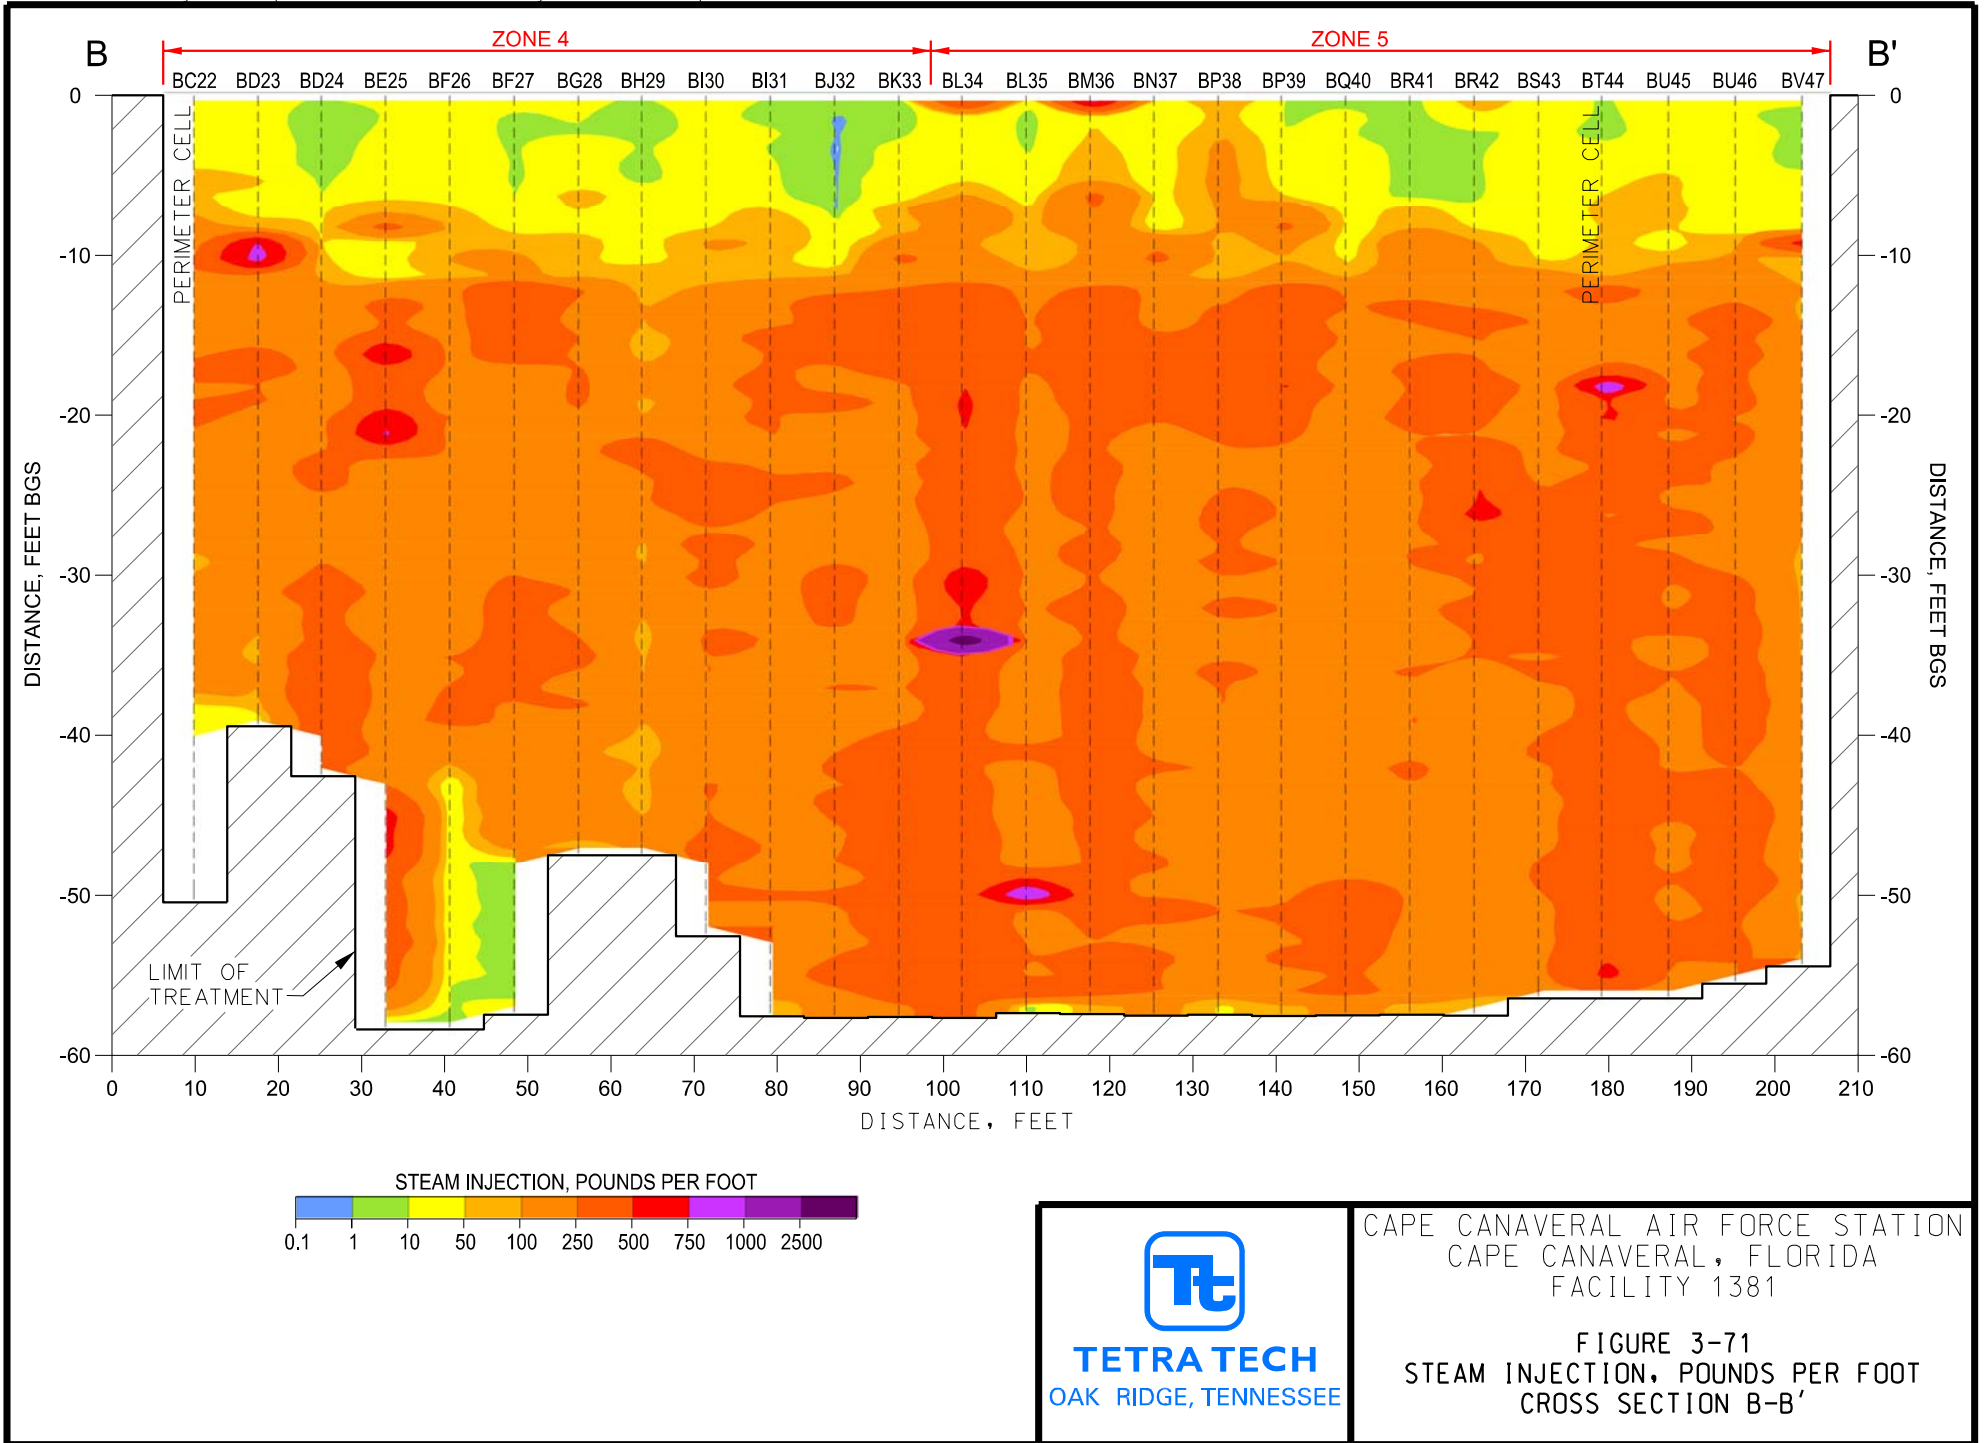 B
ZONE 4
ZONE 5
B'
BC22 BD23 BD24 BE25 BF26 BF27 BG28 BH29 BI30 BI31 BJ32 BK33 BL34 BL35 BM36 BN37 BP38 BP39 BQ40 BR41 BR42 BS43 BT44 BU45 BU46 BV47
0
-10
-20
-30
-40
-50
-60
DISTANCE, FEET BGS
PERIMETER CELL
PERIMETER CELL
0
-10
-20
-30
-40
-50
-60
DISTANCE, FEET BGS
LIMIT OF
TREATMENT
0 10 20 30 40 50 60 70 80 90 100 110 120 130 140 150 160 170 180 190 200 210
DISTANCE, FEET
STEAM INJECTION, POUNDS PER FOOT
0.1 1 10 50 100 250 500 750 1000 2500
Tt
TETRA TECH
OAK RIDGE, TENNESSEE
CAPE CANAVERAL AIR FORCE STATION
CAPE CANAVERAL, FLORIDA
FACILITY 1381
FIGURE 3-71
STEAM INJECTION, POUNDS PER FOOT
CROSS SECTION B-B'